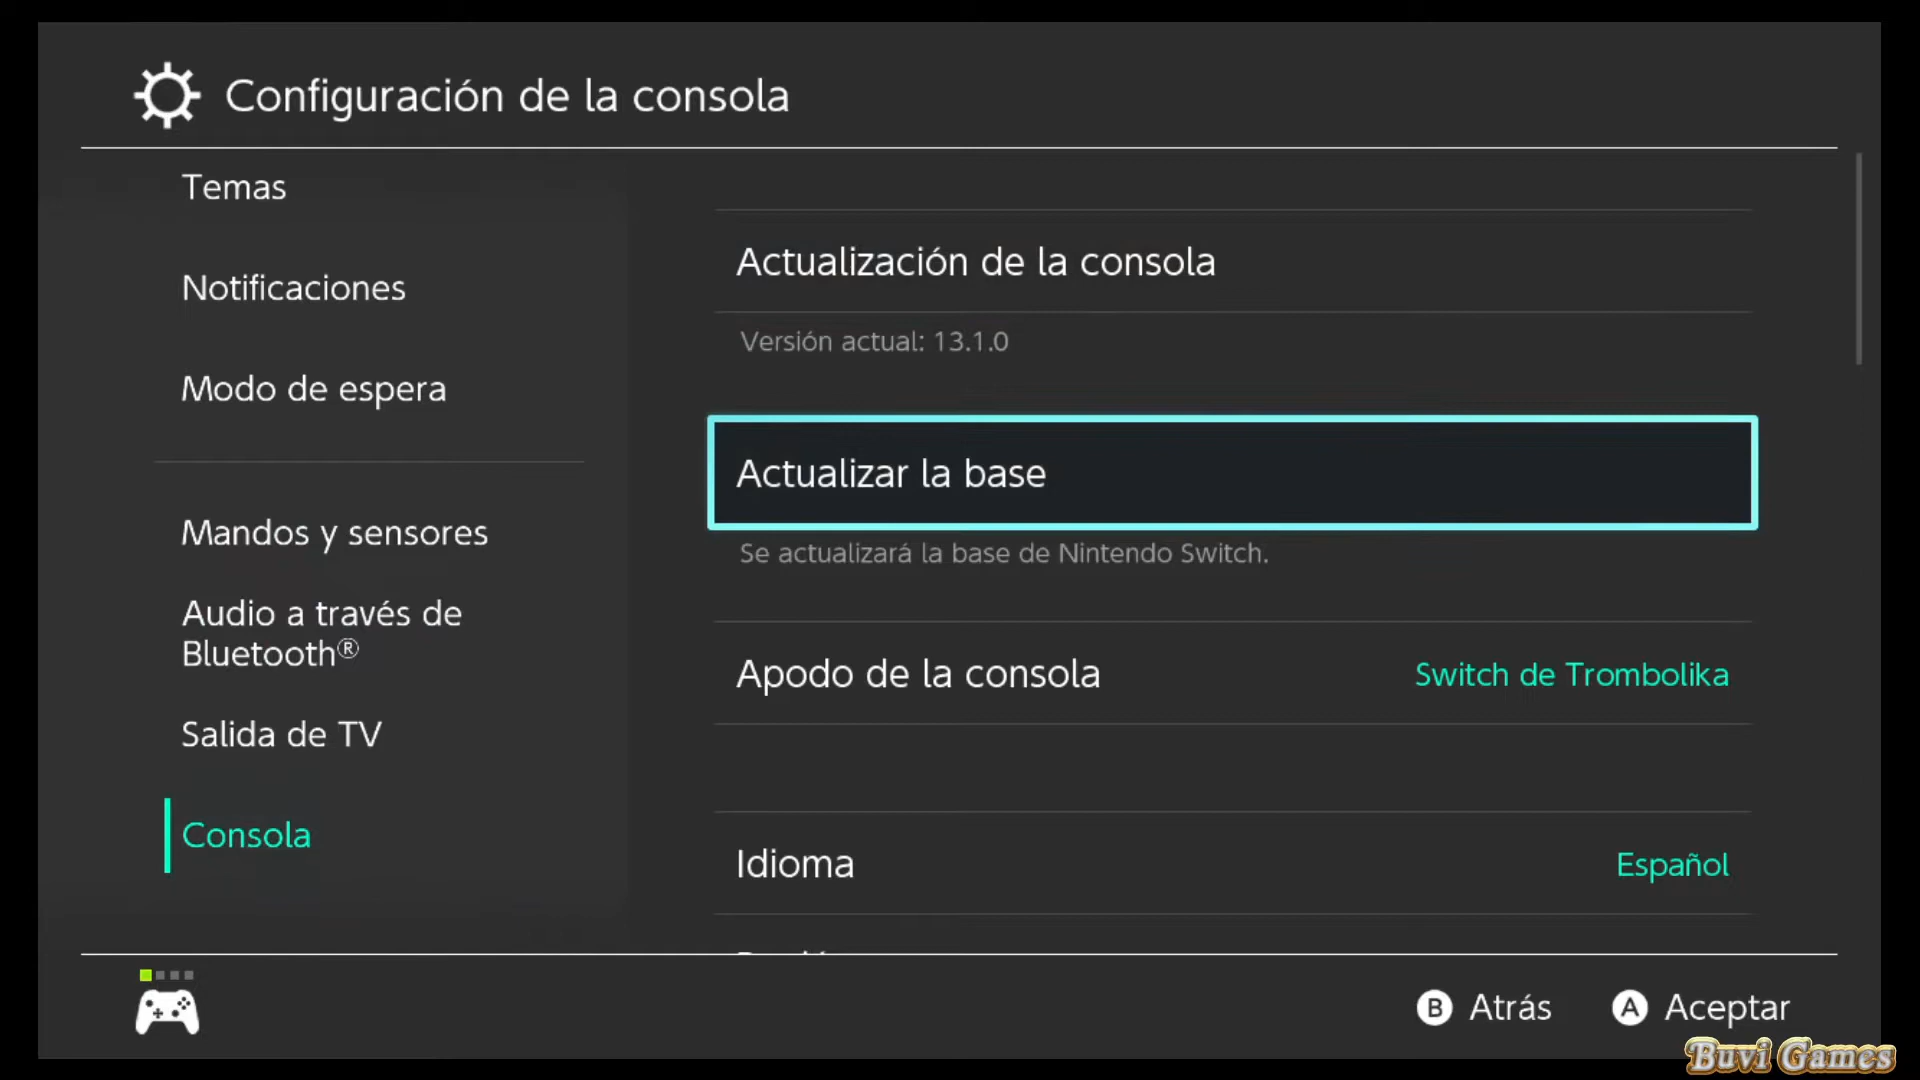 Configuración de la consola
Temas
Notificaciones
Modo de espera
Mandos y sensores
Audio a través de
Bluetooth®
Salida de TV
Consola
Actualización de la consola
Versión actual: 13.1.0
Actualizar la base
Se actualizará la base de Nintendo Switch.
Apodo de la consola Switch de Trombolika
Idioma Español
B Atrás A Aceptar
Buvi Games